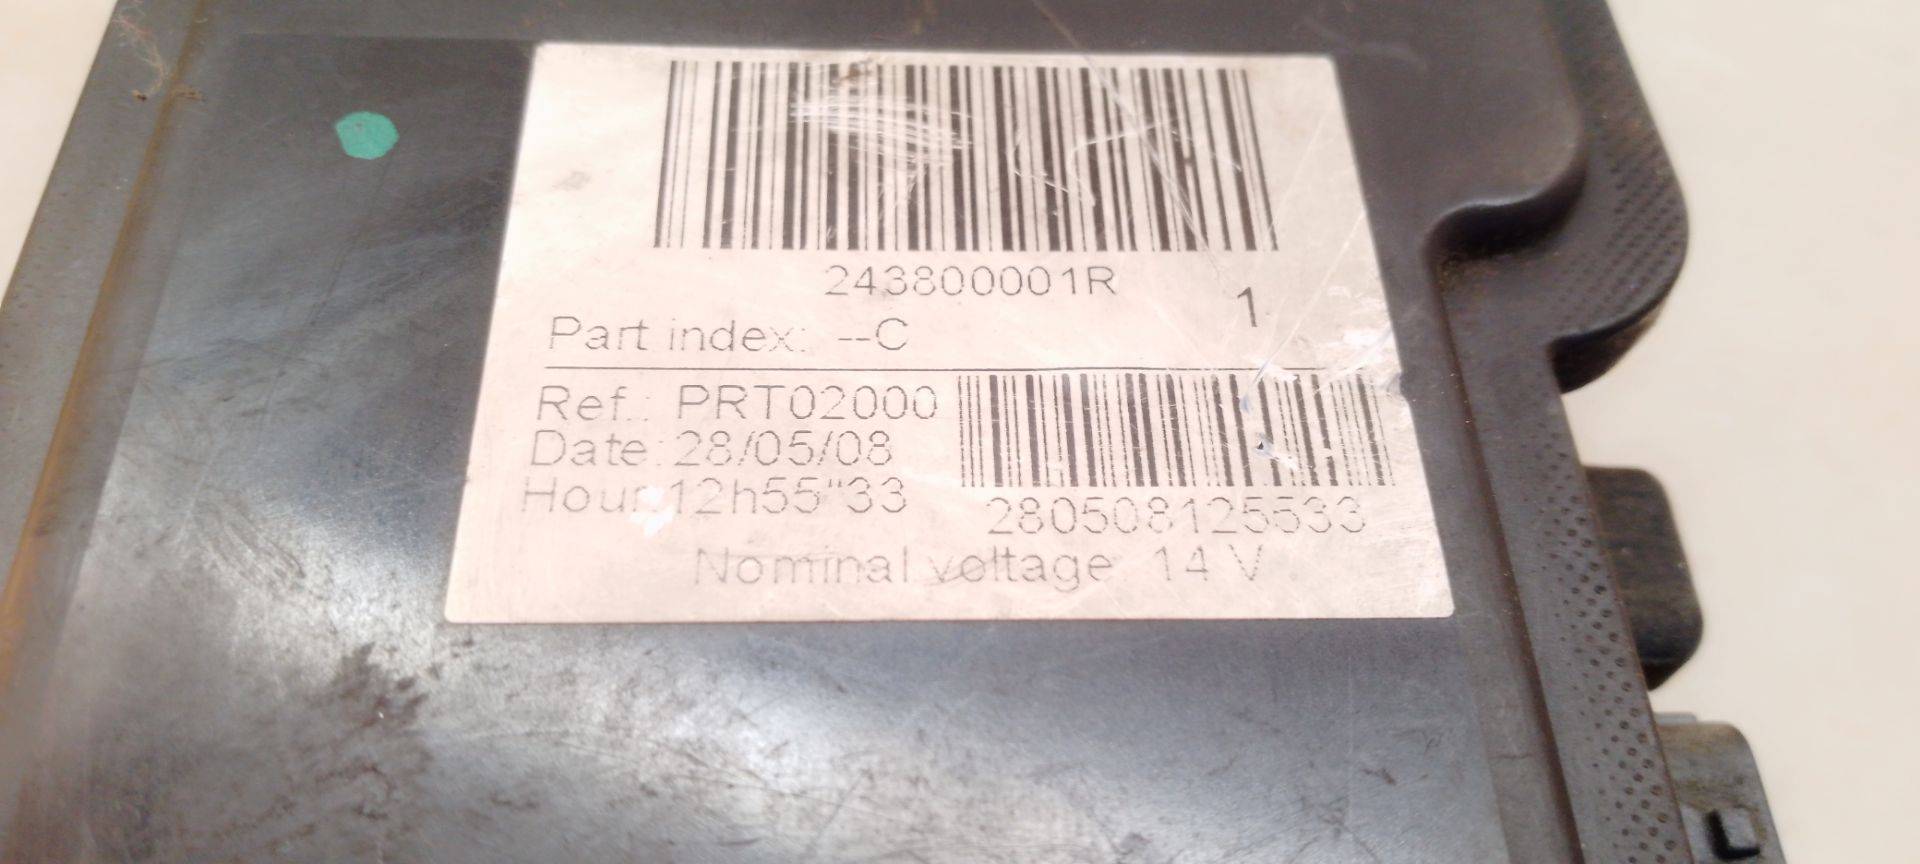 243800001R
1
Part index: --C
Ref.: PRT02000
Date: 28/05/08
Hour:12h55"33
280508125533
Nominal voltage: 14 V